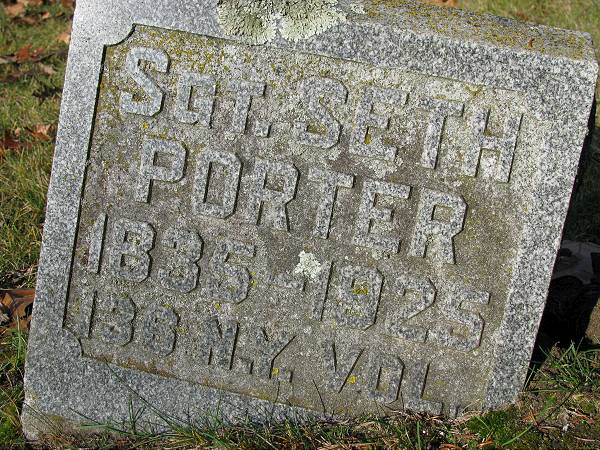 SGT. SETH
PORTER
1835-1925
138 N.Y. VOL.